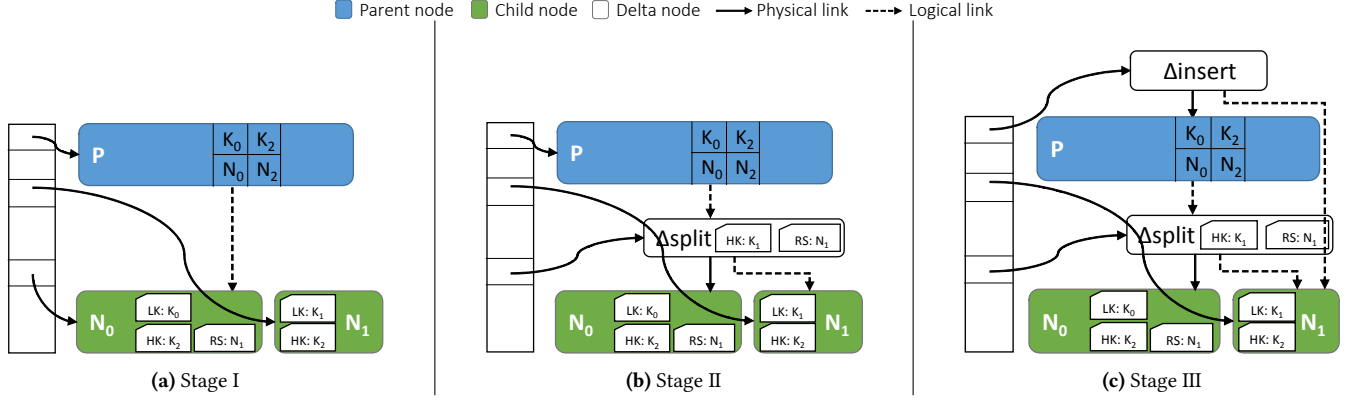 Parent node Child node Delta node Physical link Logical link
P
K0 K2
N0 N2
N0
LK: K0
HK: K2 RS: N1
LK: K1
HK: K2
N1
(a) Stage I
P
K0 K2
N0 N2
Δsplit HK: K1 RS: N1
N0
LK: K0
HK: K2 RS: N1
LK: K1
HK: K2
N1
(b) Stage II
Δinsert
P
K0 K2
N0 N2
Δsplit HK: K1 RS: N1
N0
LK: K0
HK: K2 RS: N1
LK: K1
HK: K2
N1
(c) Stage III